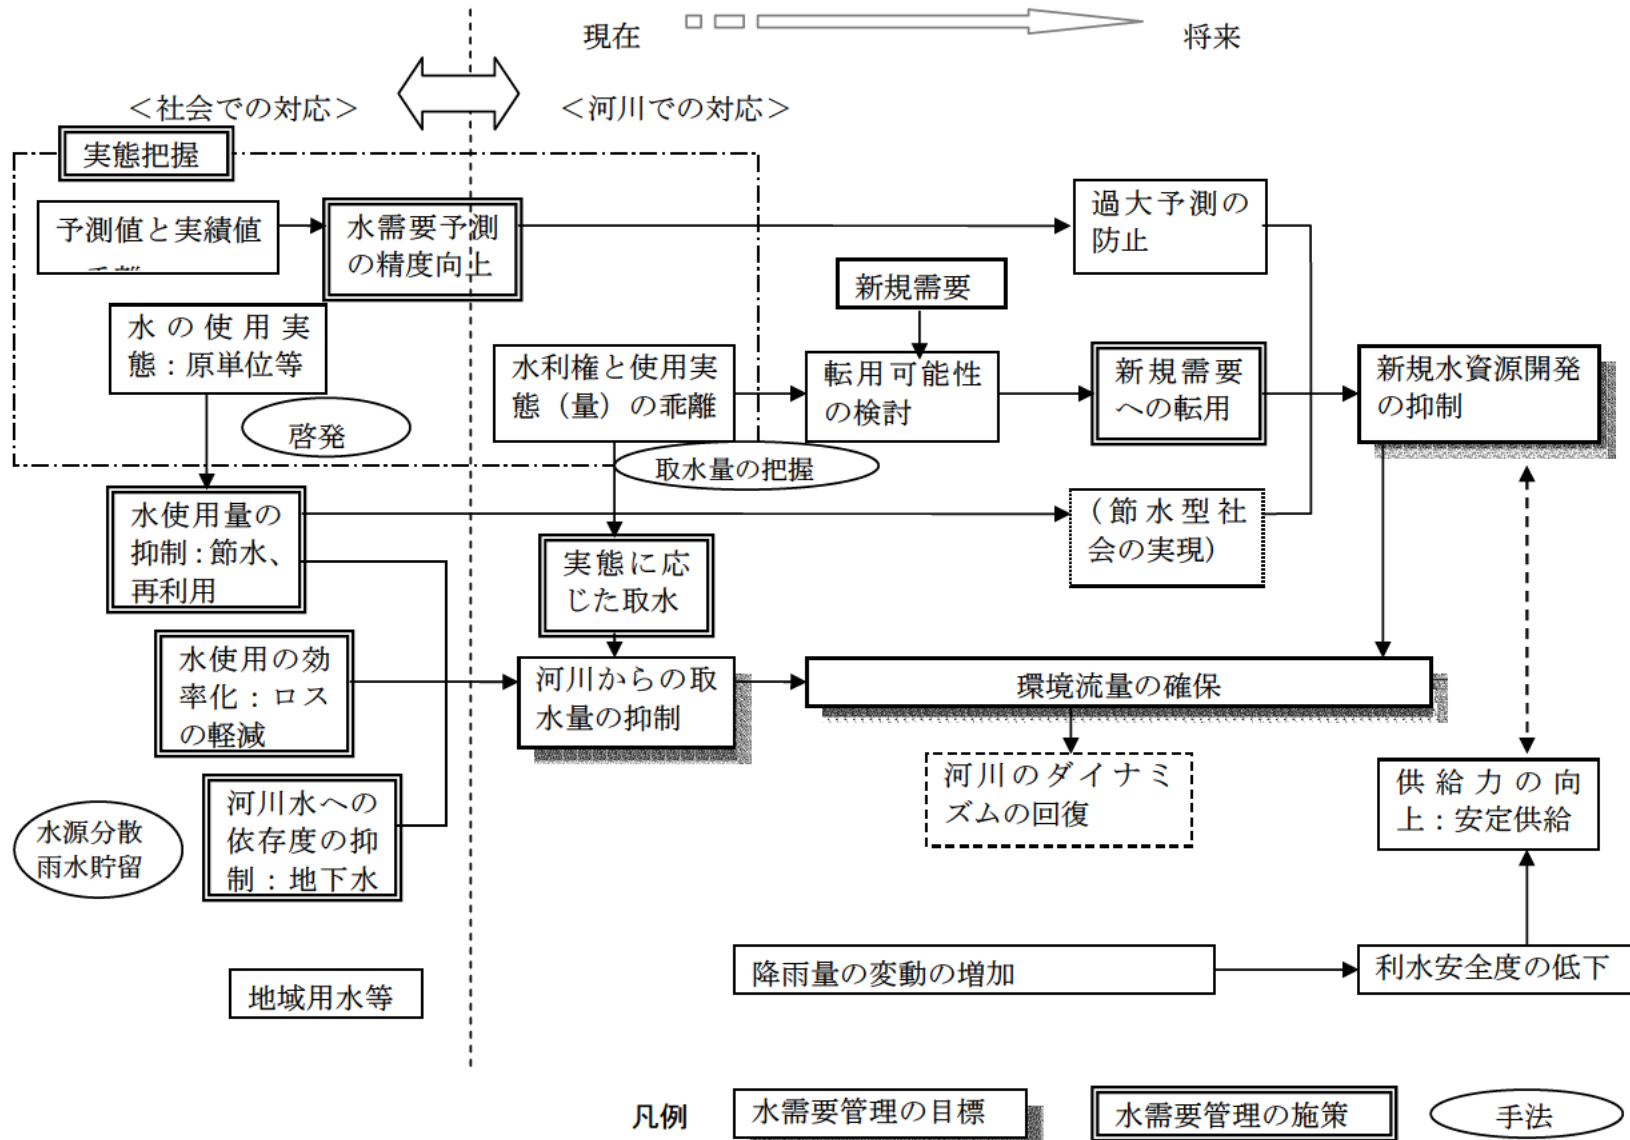 現在
将来
＜社会での対応＞
＜河川での対応＞
実態把握
予測値と実績値
水需要予測
の精度向上
過大予測の
防止
新規需要
水の使用実
態：原単位等
水利権と使用実
態（量）の乖離
転用可能性
の検討
新規需要
への転用
新規水資源開発
の抑制
啓発
取水量の把握
水使用量の
抑制：節水、
再利用
（節水型社
会の実現）
実態に応
じた取水
水使用の効
率化：ロス
の軽減
河川からの取
水量の抑制
環境流量の確保
河川のダイナミ
ズムの回復
供給力の向
上：安定供給
河川水への
依存度の抑
制：地下水
水源分散
雨水貯留
降雨量の変動の増加
利水安全度の低下
地域用水等
凡例
水需要管理の目標
水需要管理の施策
手法